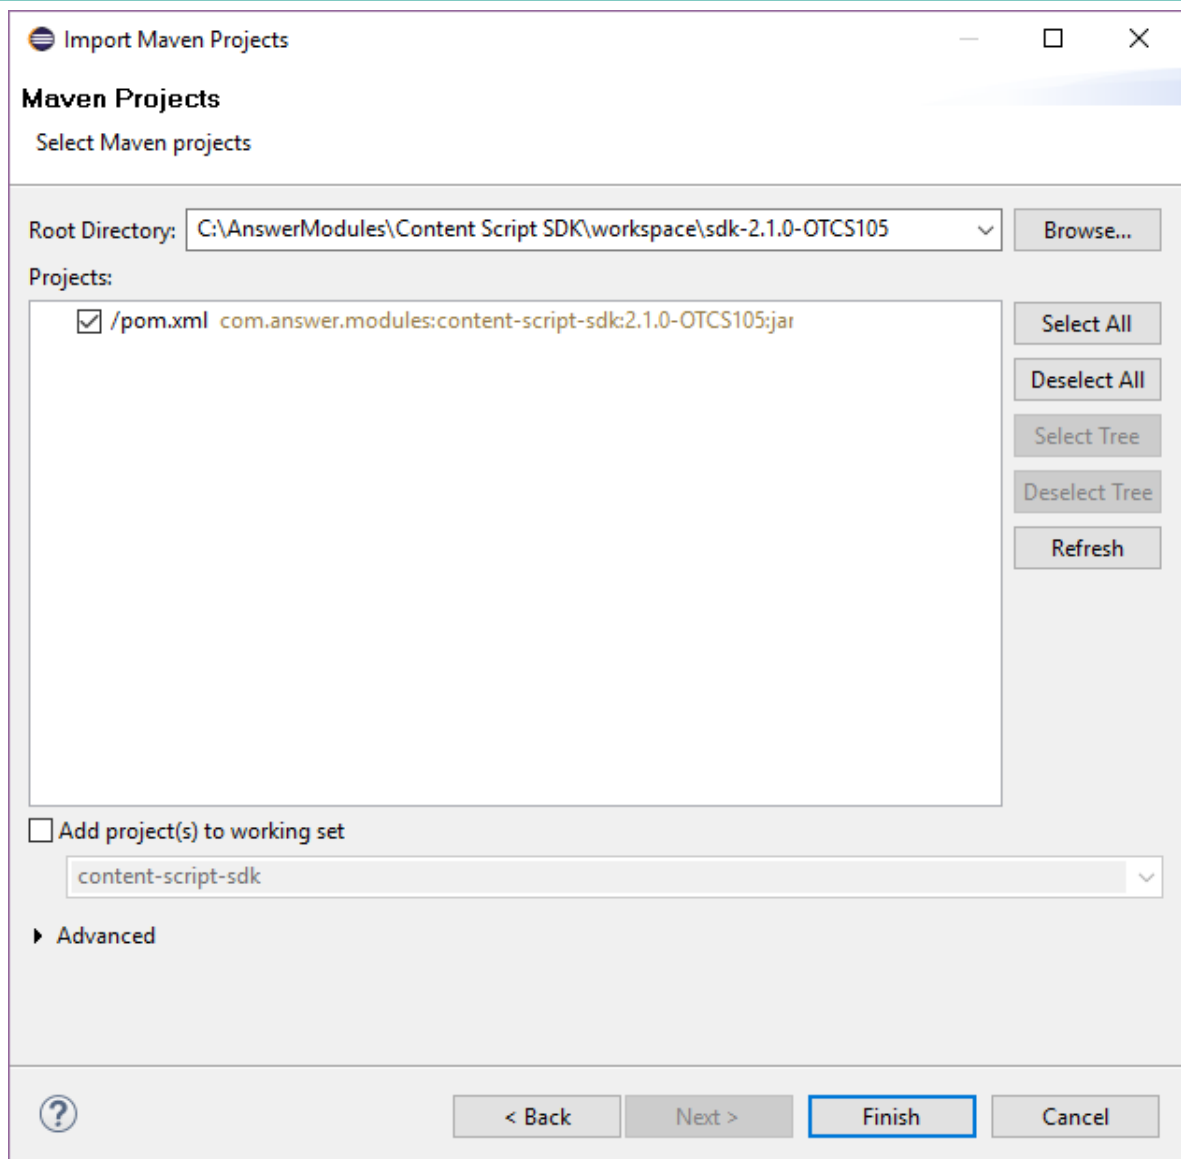 Import Maven Projects
Maven Projects
Select Maven projects
Root Directory: C:\AnswerModules\Content Script SDK\workspace\sdk-2.1.0-OTCS105 Browse...
Projects:
/pom.xml com.answer.modules:content-script-sdk:2.1.0-OTCS105:jar
Select All
Deselect All
Select Tree
Deselect Tree
Refresh
Add project(s) to working set
content-script-sdk
Advanced
? < Back Next > Finish Cancel